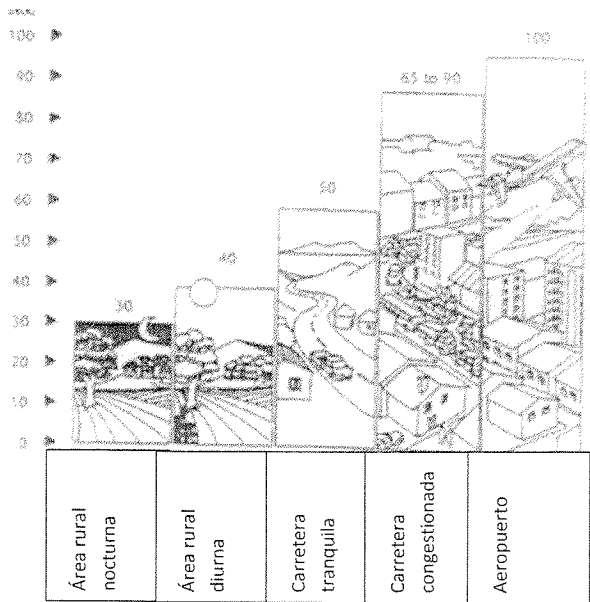 100
90
80
70
60
50
40
30
20
10
0
30
40
50
65 to 90
100
Área rural
nocturna
Área rural
diurna
Carretera
tranquila
Carretera
congestionada
Aeropuerto